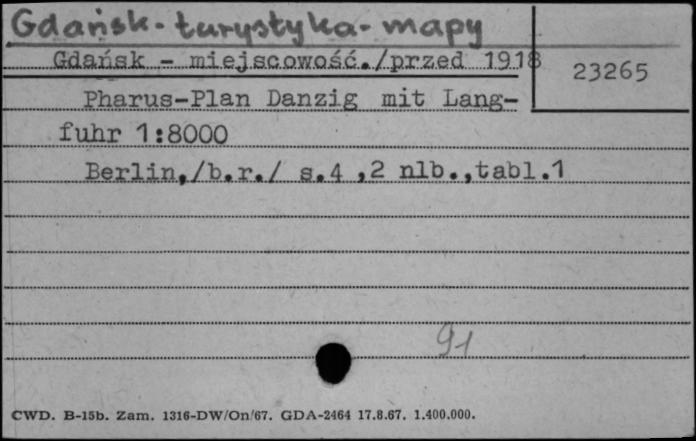 Gdańsk - turystyka - mapy
Gdańsk - miejscowość./przed 1918
23265
Pharus-Plan Danzig mit Lang-
fuhr 1:8000
Berlin,/b.r./ s.4 ,2 nlb.,tabl.1
91
CWD. B-15b. Zam. 1316-DW/On/67. GDA-2464 17.8.67. 1.400.000.